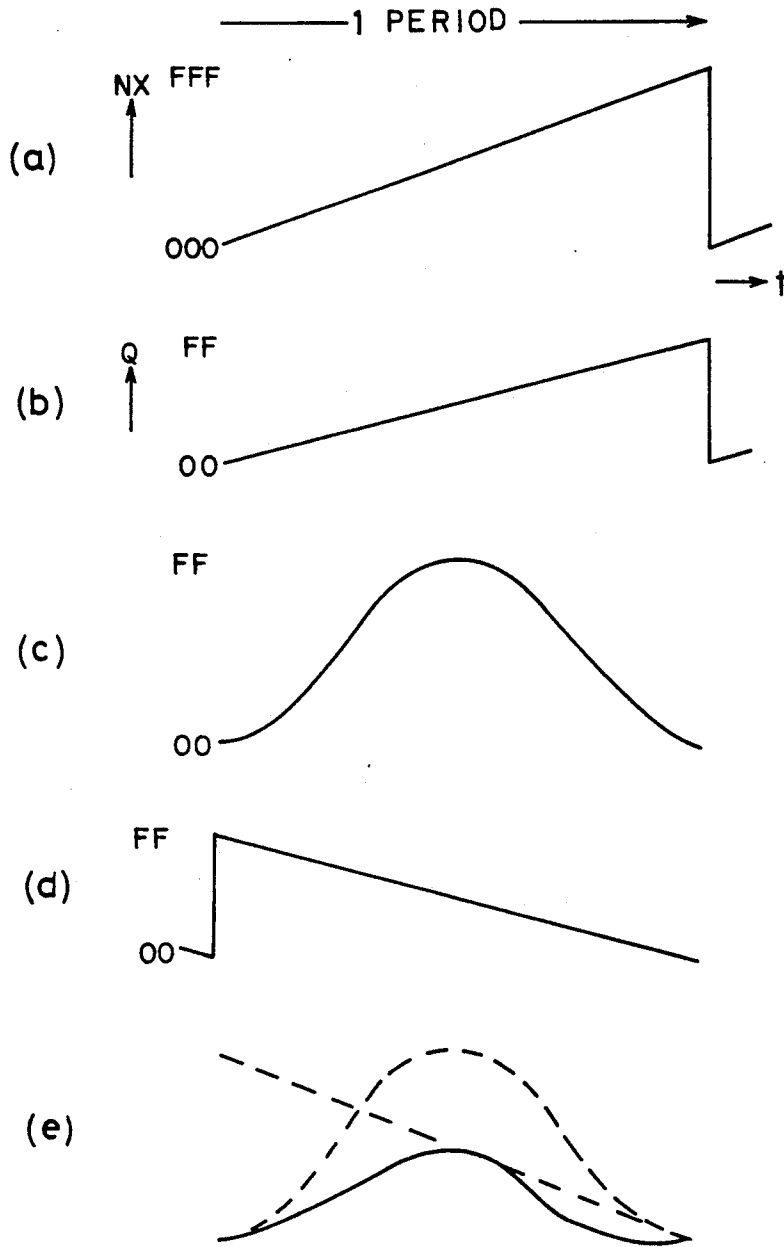 1 PERIOD
NX FFF
(a)
000
t
Q FF
(b)
00
FF
(c)
00
FF
(d)
00
(e)